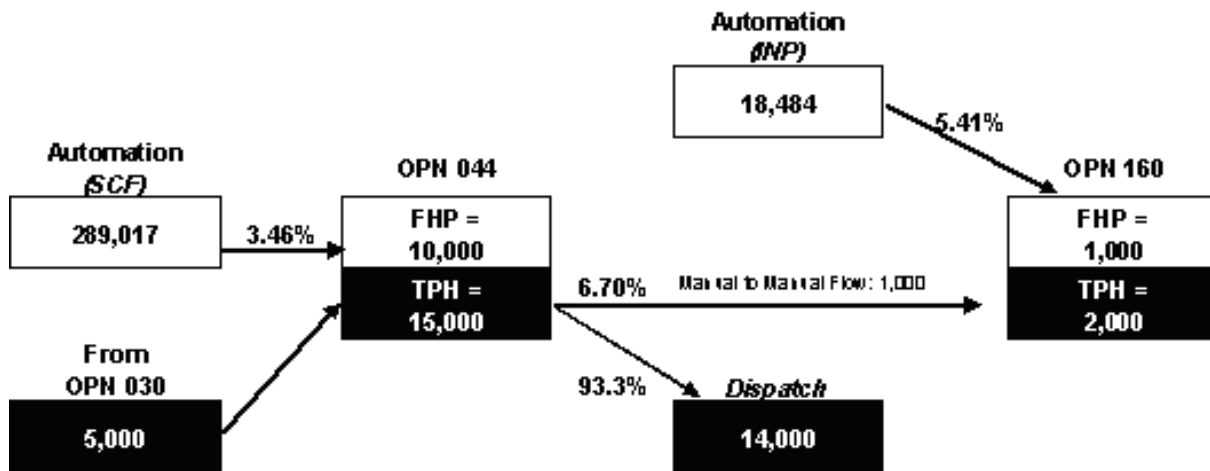 Automation
(INP)
18,484
5.41%
Automation
(SCF)
289,017
3.46%
OPN 044
FHP =
10,000
TPH =
15,000
OPN 160
FHP =
1,000
TPH =
2,000
6.70%
Manual to Manual Flow: 1,000
From
OPN 030
5,000
93.3%
Dispatch
14,000